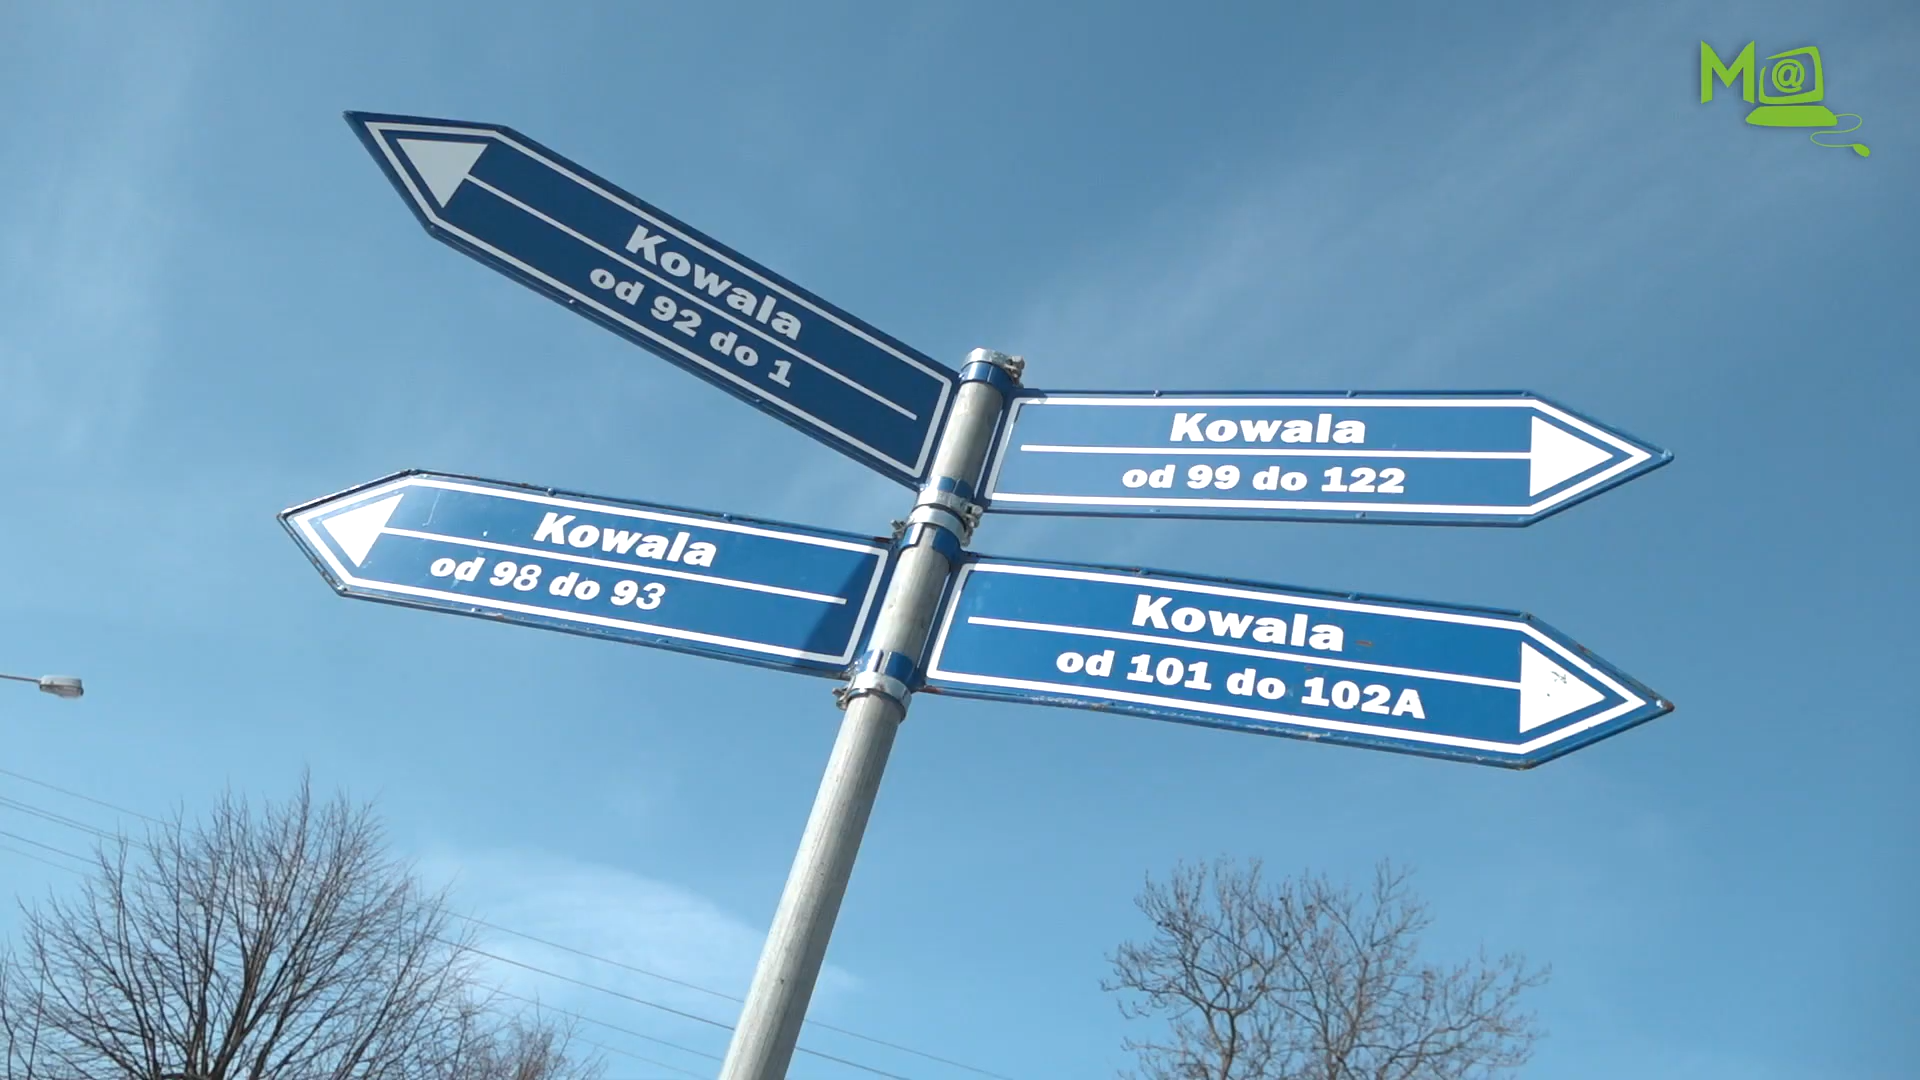 M@
Kowala
od 92 do 1
Kowala
od 99 do 122
Kowala
od 98 do 93
Kowala
od 101 do 102A